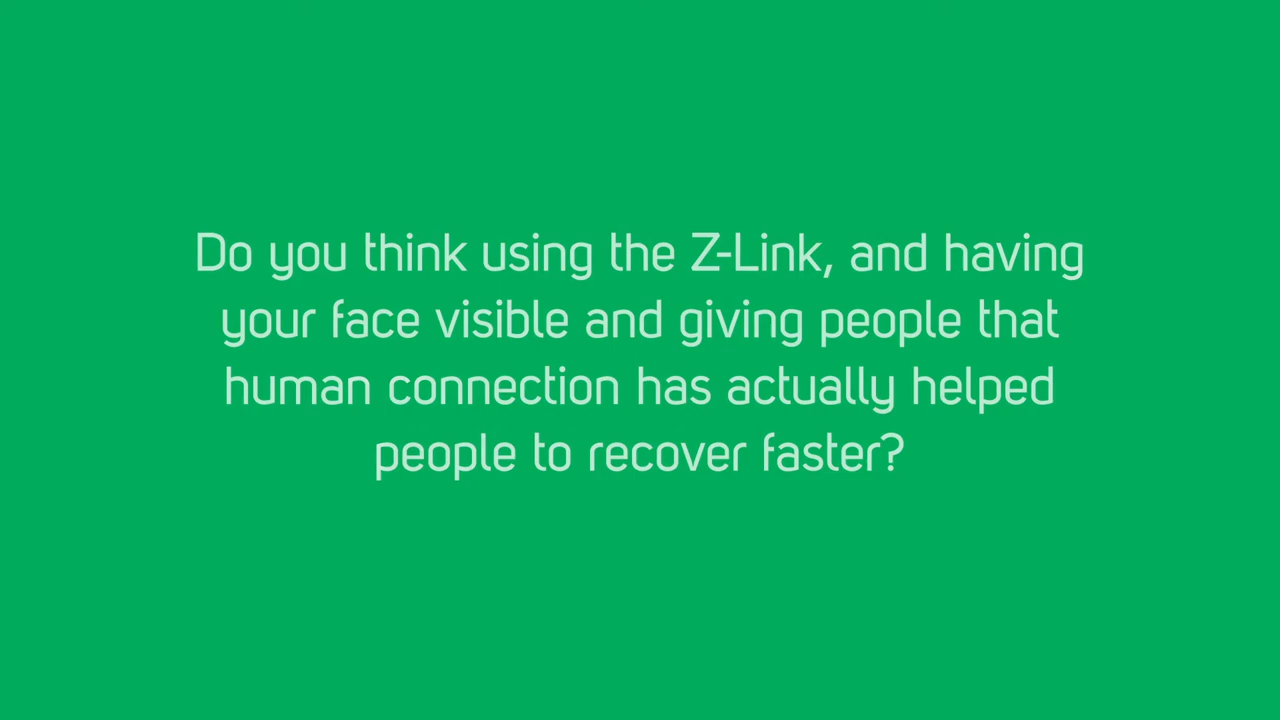 Do you think using the Z-Link, and having
your face visible and giving people that
human connection has actually helped
people to recover faster?